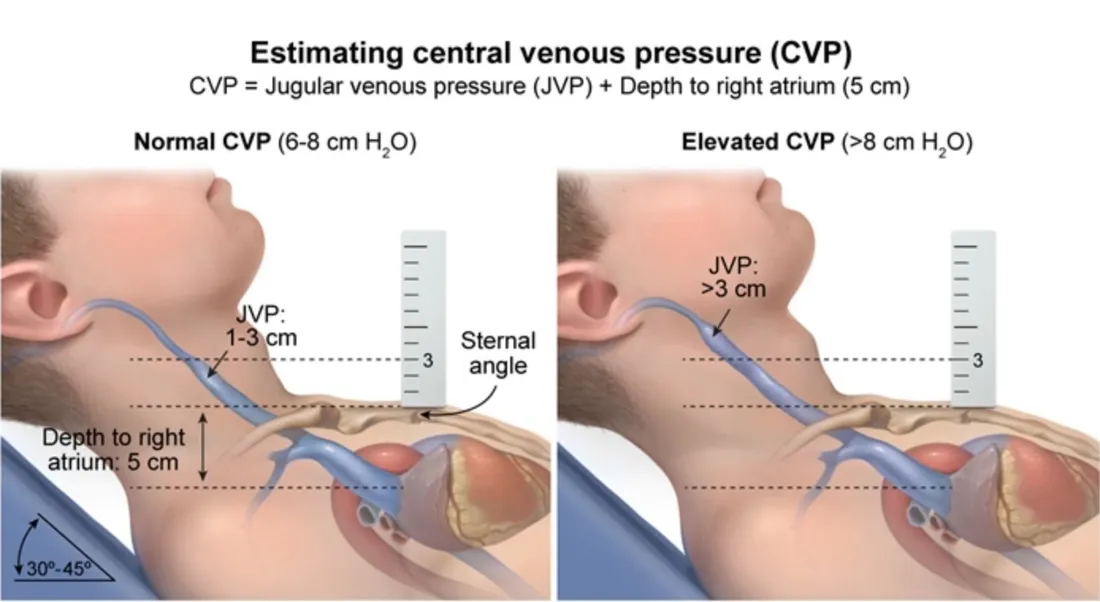 Estimating central venous pressure (CVP)
CVP = Jugular venous pressure (JVP) + Depth to right atrium (5 cm)
Normal CVP (6-8 cm H₂O)
JVP:
1-3 cm
3
Sternal
angle
Depth to right
atrium: 5 cm
30º-45º
Elevated CVP (>8 cm H₂O)
JVP:
>3 cm
3